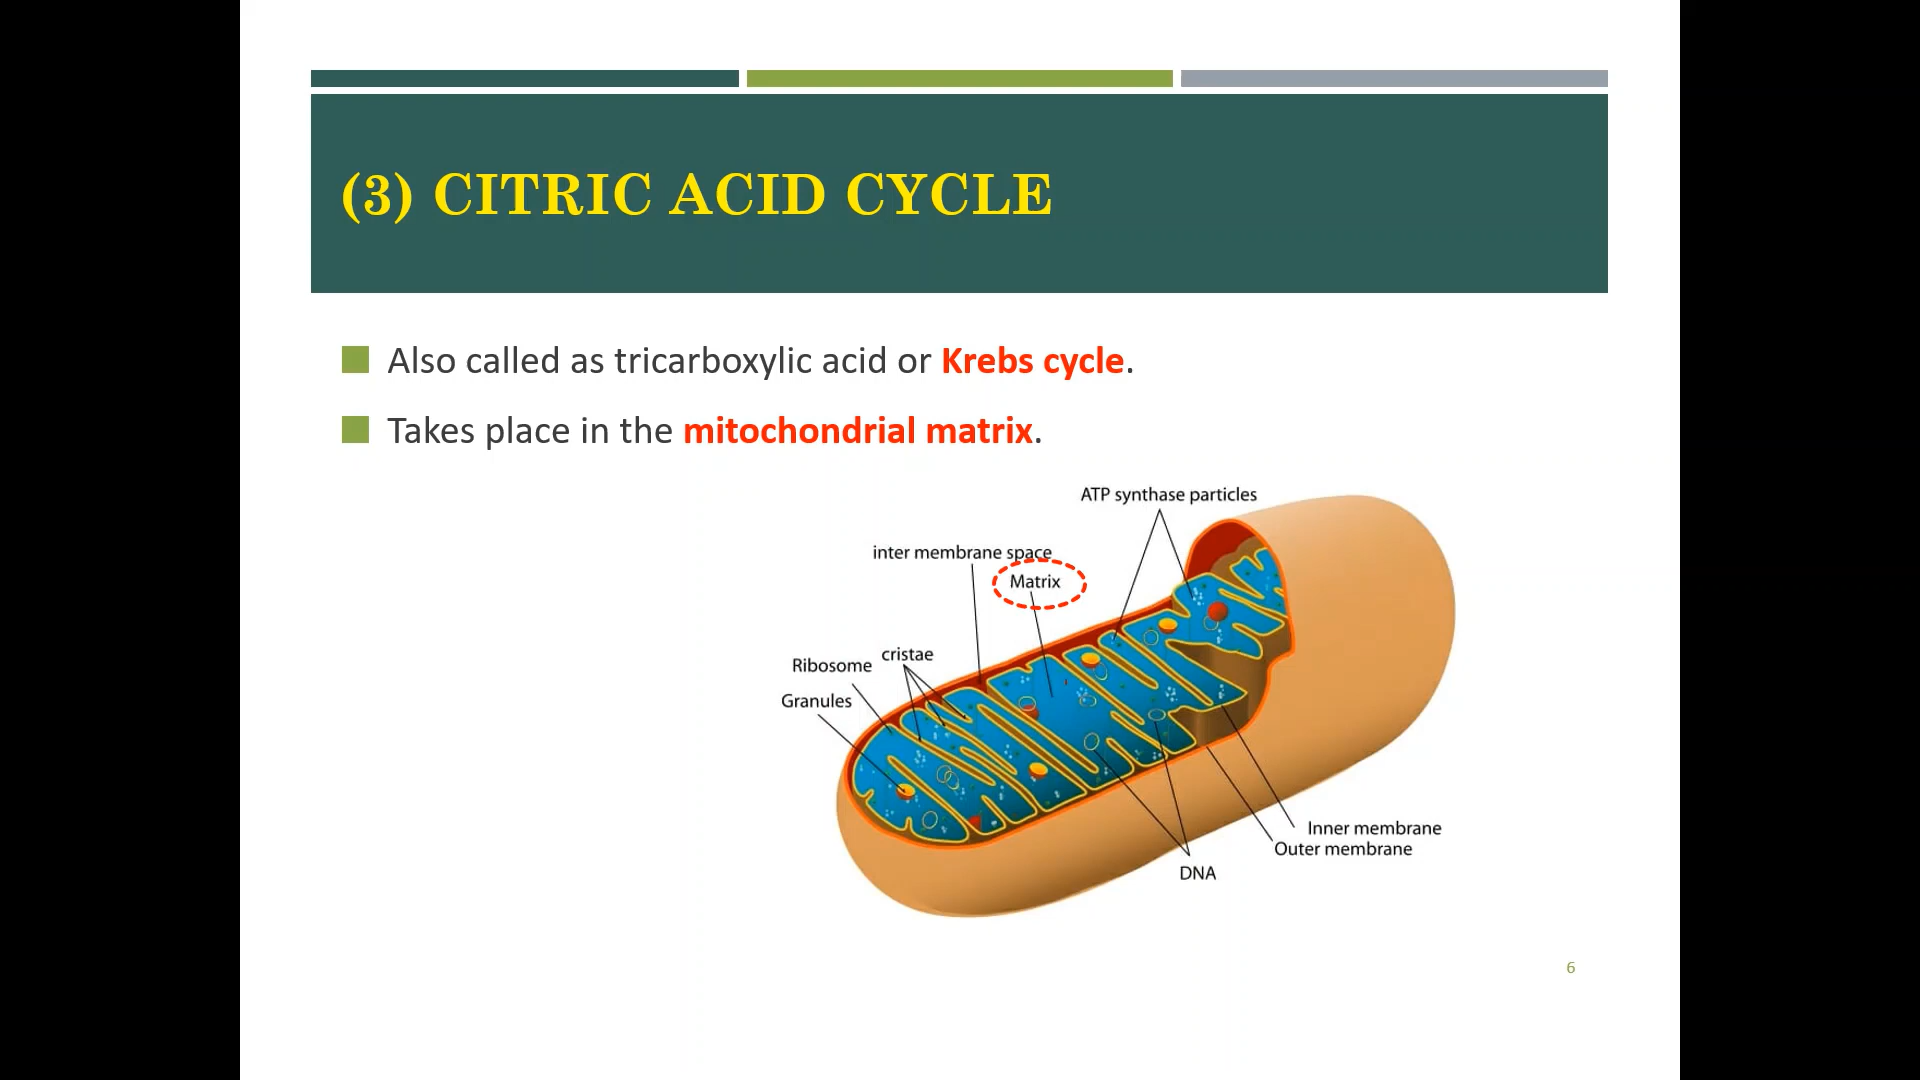 (3) CITRIC ACID CYCLE
Also called as tricarboxylic acid or Krebs cycle.
Takes place in the mitochondrial matrix.
ATP synthase particles
inter membrane space
Matrix
cristae
Ribosome
Granules
Inner membrane
Outer membrane
DNA
6